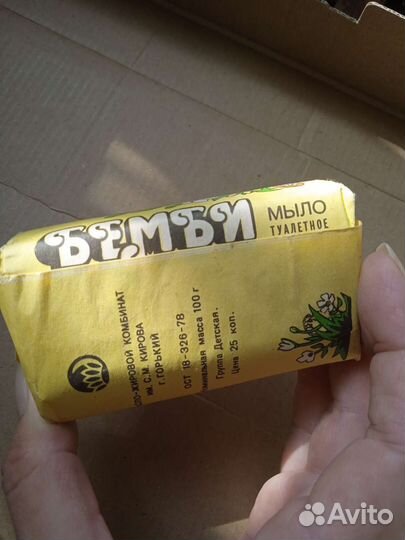 БЕМБИ
МЫЛО
ТУАЛЕТНОЕ
ЖИРОВОЙ КОМБИНАТ
ИМ. С. М. КИРОВА
г. ГОРЬКИЙ
ОСТ 18-326-78
масса 100 г
Группа Детская.
Цена 25 коп.
Avito